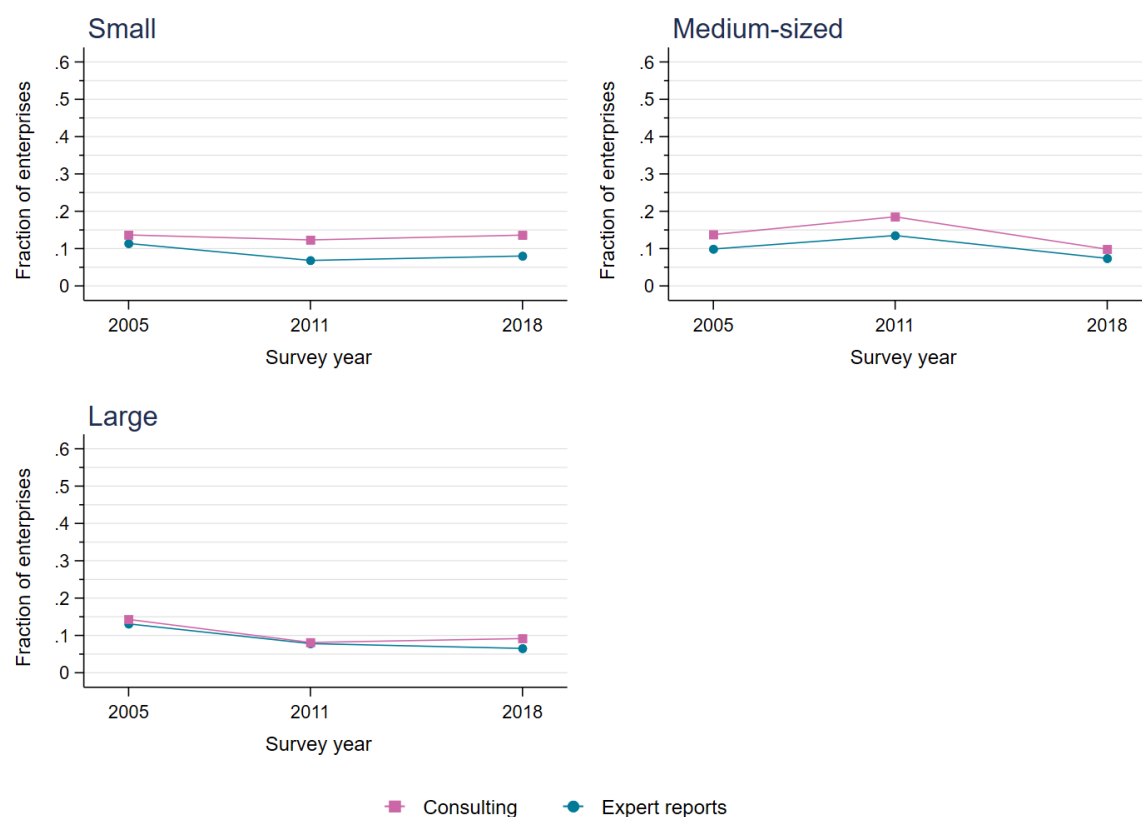 Small
Fraction of enterprises
.6
.5
.4
.3
.2
.1
0
2005 2011 2018
Survey year
Medium-sized
Fraction of enterprises
.6
.5
.4
.3
.2
.1
0
2005 2011 2018
Survey year
Large
Fraction of enterprises
.6
.5
.4
.3
.2
.1
0
2005 2011 2018
Survey year
Consulting Expert reports